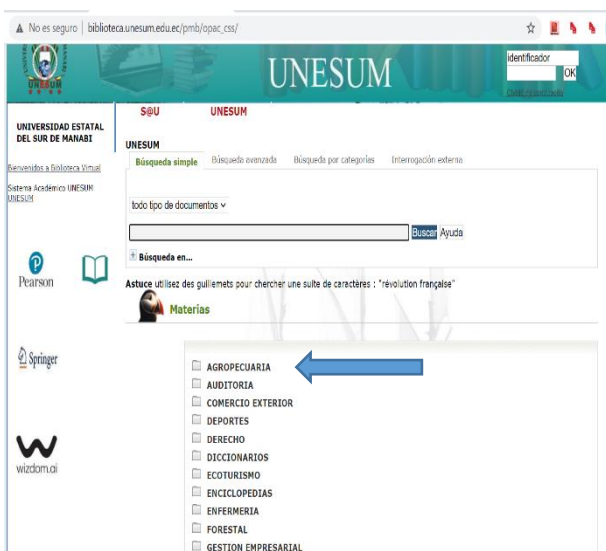 No es seguro | biblioteca.unesum.edu.ec/pmb/opac_css/
UNESUM
UNESUM
identificador
OK
S@U UNESUM
UNIVERSIDAD ESTATAL
DEL SUR DE MANABI
Bienvenidos a Biblioteca Virtual
Sistema Académico UNESUM
UNESUM
UNESUM
Búsqueda simple Búsqueda avanzada Búsqueda por categorías Interrogación externa
todo tipo de documentos
Buscar Ayuda
Búsqueda en...
Astuce utilisez des guillemets pour chercher une suite de caractères : "révolution française"
Materias
Pearson
Springer
wizdom.ai
AGROPECUARIA
AUDITORIA
COMERCIO EXTERIOR
DEPORTES
DERECHO
DICCIONARIOS
ECOTURISMO
ENCICLOPEDIAS
ENFERMERIA
FORESTAL
GESTION EMPRESARIAL